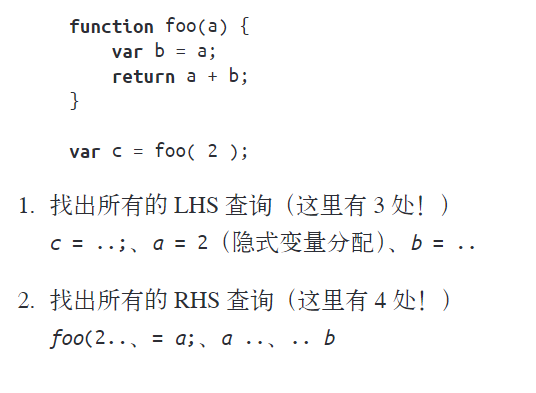 function foo(a) {
var b = a;
return a + b;
}
var c = foo( 2 );
1. 找出所有的 LHS 查询（这里有 3 处！）
c = ..;、a = 2（隐式变量分配）、b = ..
2. 找出所有的 RHS 查询（这里有 4 处！）
foo(2..、= a;、a ..、.. b